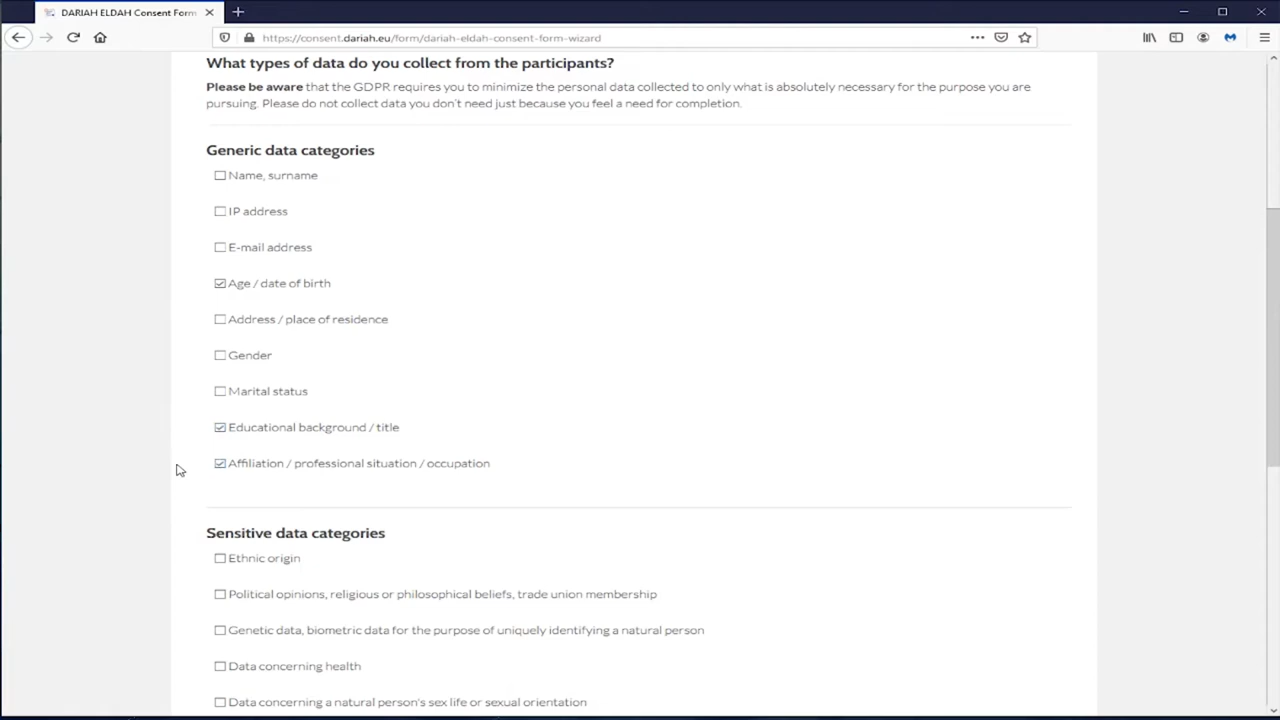 DARIAH ELDAH Consent Form
https://consent.dariah.eu/form/dariah-eldah-consent-form-wizard
What types of data do you collect from the participants?
Please be aware that the GDPR requires you to minimize the personal data collected to only what is absolutely necessary for the purpose you are
pursuing. Please do not collect data you don't need just because you feel a need for completion.
Generic data categories
Name, surname
IP address
E-mail address
Age / date of birth
Address / place of residence
Gender
Marital status
Educational background / title
Affiliation / professional situation / occupation
Sensitive data categories
Ethnic origin
Political opinions, religious or philosophical beliefs, trade union membership
Genetic data, biometric data for the purpose of uniquely identifying a natural person
Data concerning health
Data concerning a natural person's sex life or sexual orientation